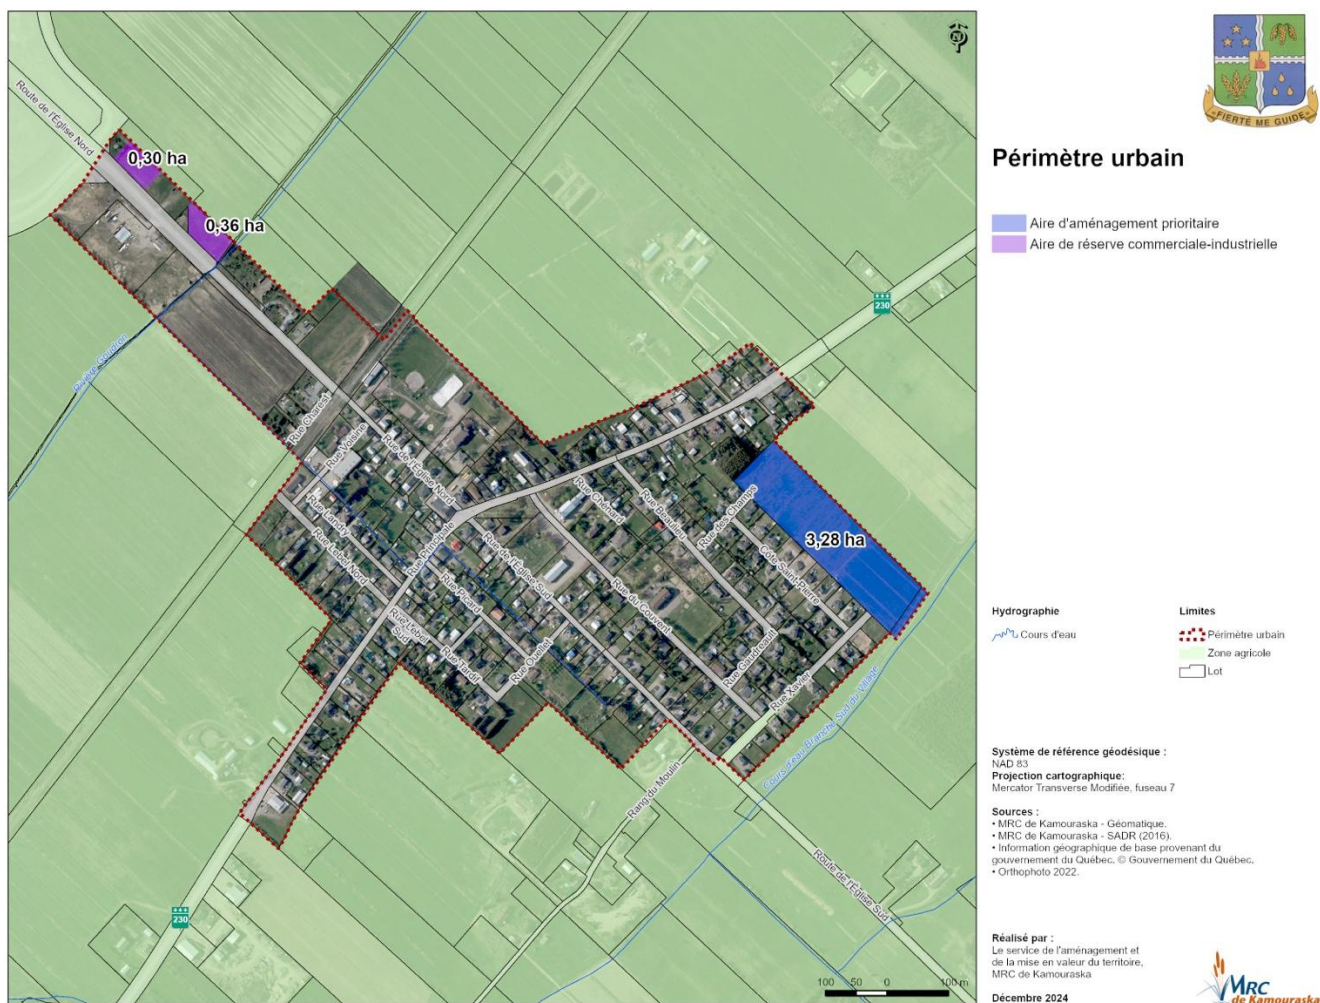 FIERTÉ ME GUIDE
Périmètre urbain
Aire d'aménagement prioritaire
Aire de réserve commerciale-industrielle
Route de l'Église Nord
0,30 ha
0,36 ha
230
Rue Charest
Rue Voisine
Rue de l'Église Nord
Rue Landry
Rue Lebel Nord
Rue Principale
Rue Chénard
Rue Beaulieu
Rue des Champs
3,28 ha
Côte Saint-Pierre
Rue de l'Église Sud
Rue Picard
Rue du Couvent
Rue Lebel
Sud
Rue Tardif
Rue Ouellet
Rue Gaudreault
Rue Xavier
Cours d'eau Branche Sud du Village
Rang du Moulin
Route de l'Église Sud
230
Hydrographie
Cours d'eau
Limites
Périmètre urbain
Zone agricole
Lot
Système de référence géodésique :
NAD 83
Projection cartographique:
Mercator Transverse Modifiée, fuseau 7
Sources :
• MRC de Kamouraska - Géomatique.
• MRC de Kamouraska - SADR (2016).
• Information géographique de base provenant du
gouvernement du Québec, © Gouvernement du Québec.
• Orthophoto 2022.
Réalisé par :
Le service de l'aménagement et
de la mise en valeur du territoire,
MRC de Kamouraska
Décembre 2024
100 50 0 100 m
MRC
de Kamouraska